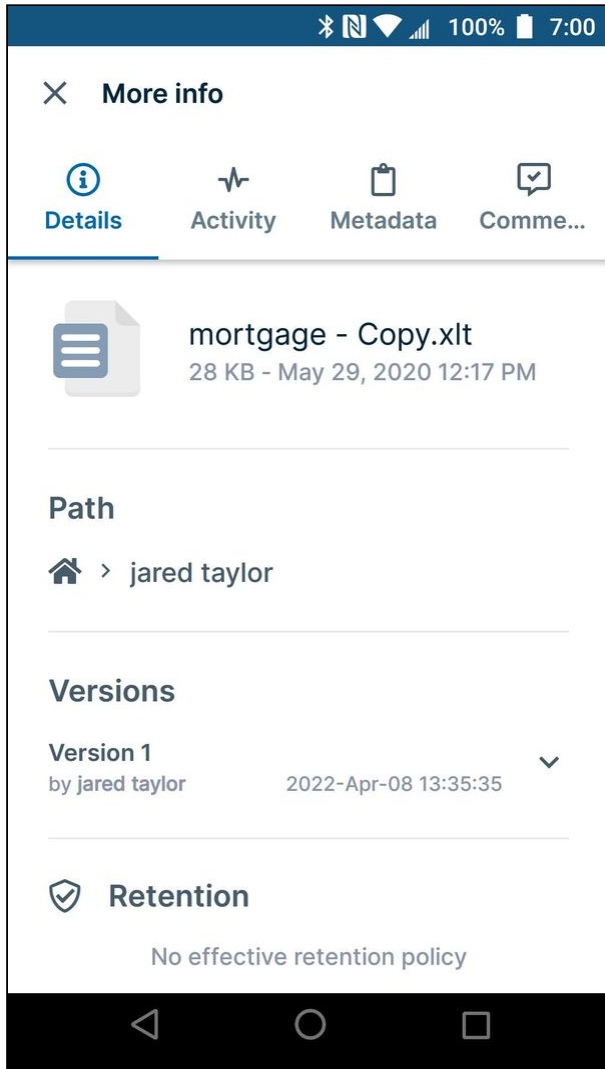 100% 7:00
More info
Details Activity Metadata Comme...
mortgage - Copy.xlt
28 KB - May 29, 2020 12:17 PM
Path
> jared taylor
Versions
Version 1
by jared taylor 2022-Apr-08 13:35:35
Retention
No effective retention policy